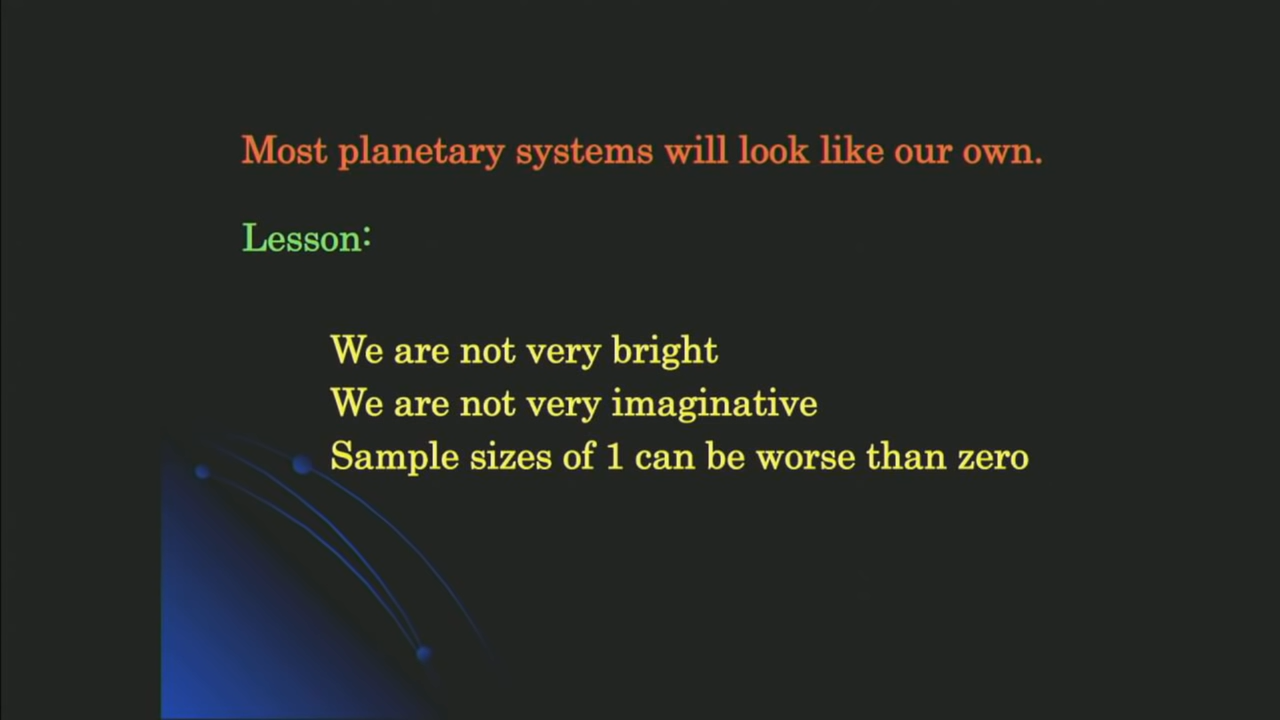 Most planetary systems will look like our own.
Lesson:
We are not very bright
We are not very imaginative
Sample sizes of 1 can be worse than zero